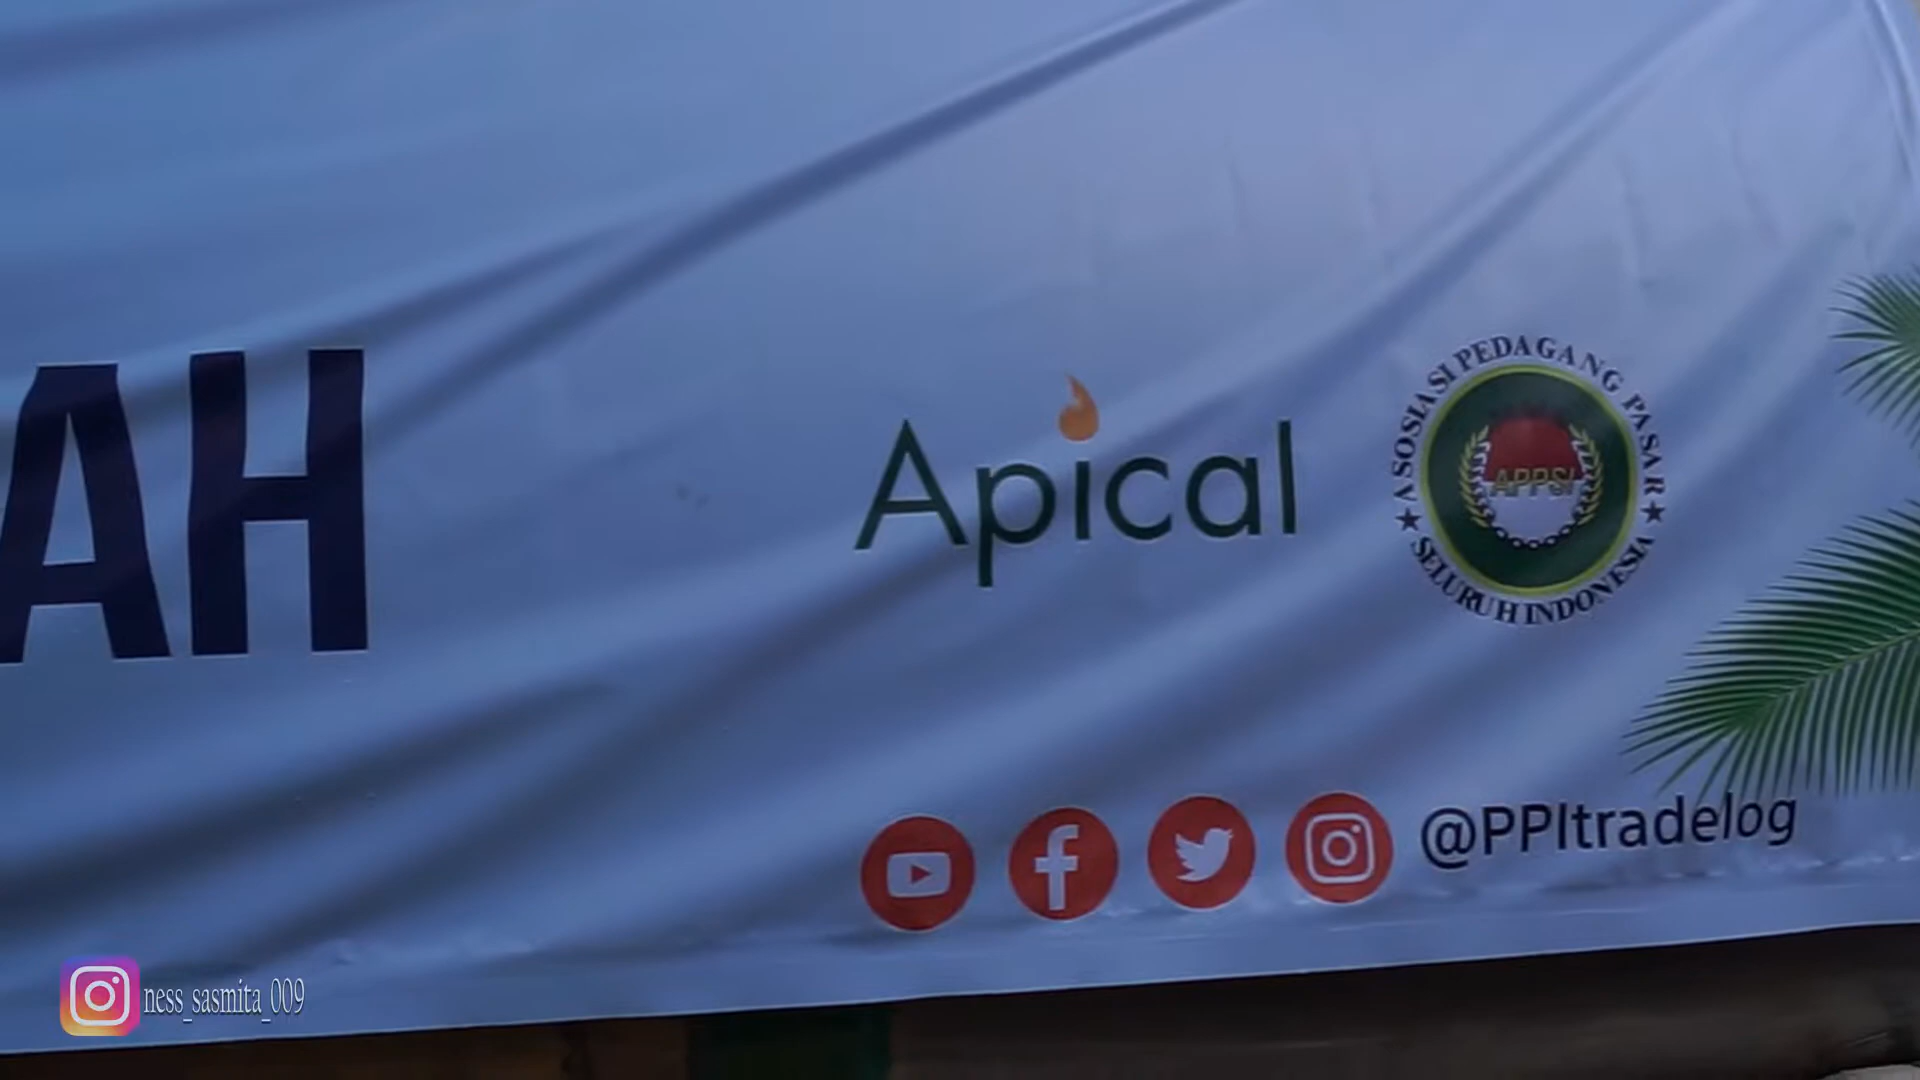 AH
Apical
ASOSIASI PEDAGANG PASAR
APPSI
SELURUH INDONESIA
@PPItradelog
ness_sasmita_009